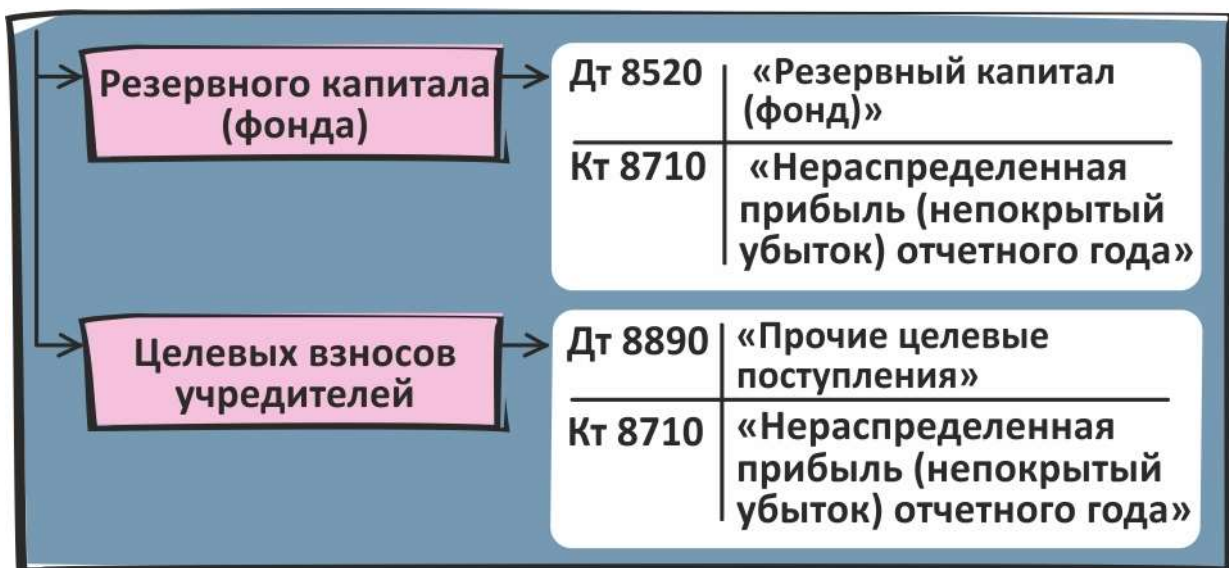 Резервного капитала
(фонда)
Дт 8520 «Резервный капитал
(фонд)»
Кт 8710 «Нераспределенная
прибыль (непокрытый
убыток) отчетного года»
Целевых взносов
учредителей
Дт 8890 «Прочие целевые
поступления»
Кт 8710 «Нераспределенная
прибыль (непокрытый
убыток) отчетного года»